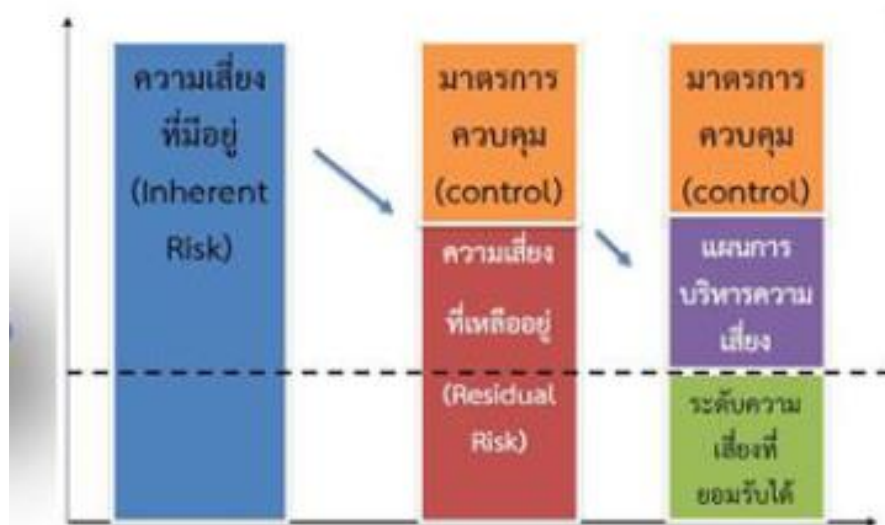 ความเสี่ยง
ที่มีอยู่
(Inherent
Risk)
มาตรการ
ควบคุม
(control)
ความเสี่ยง
ที่เหลืออยู่
(Residual
Risk)
มาตรการ
ควบคุม
(control)
แผนการ
บริหารความ
เสี่ยง
ระดับความ
เสี่ยงที่
ยอมรับได้